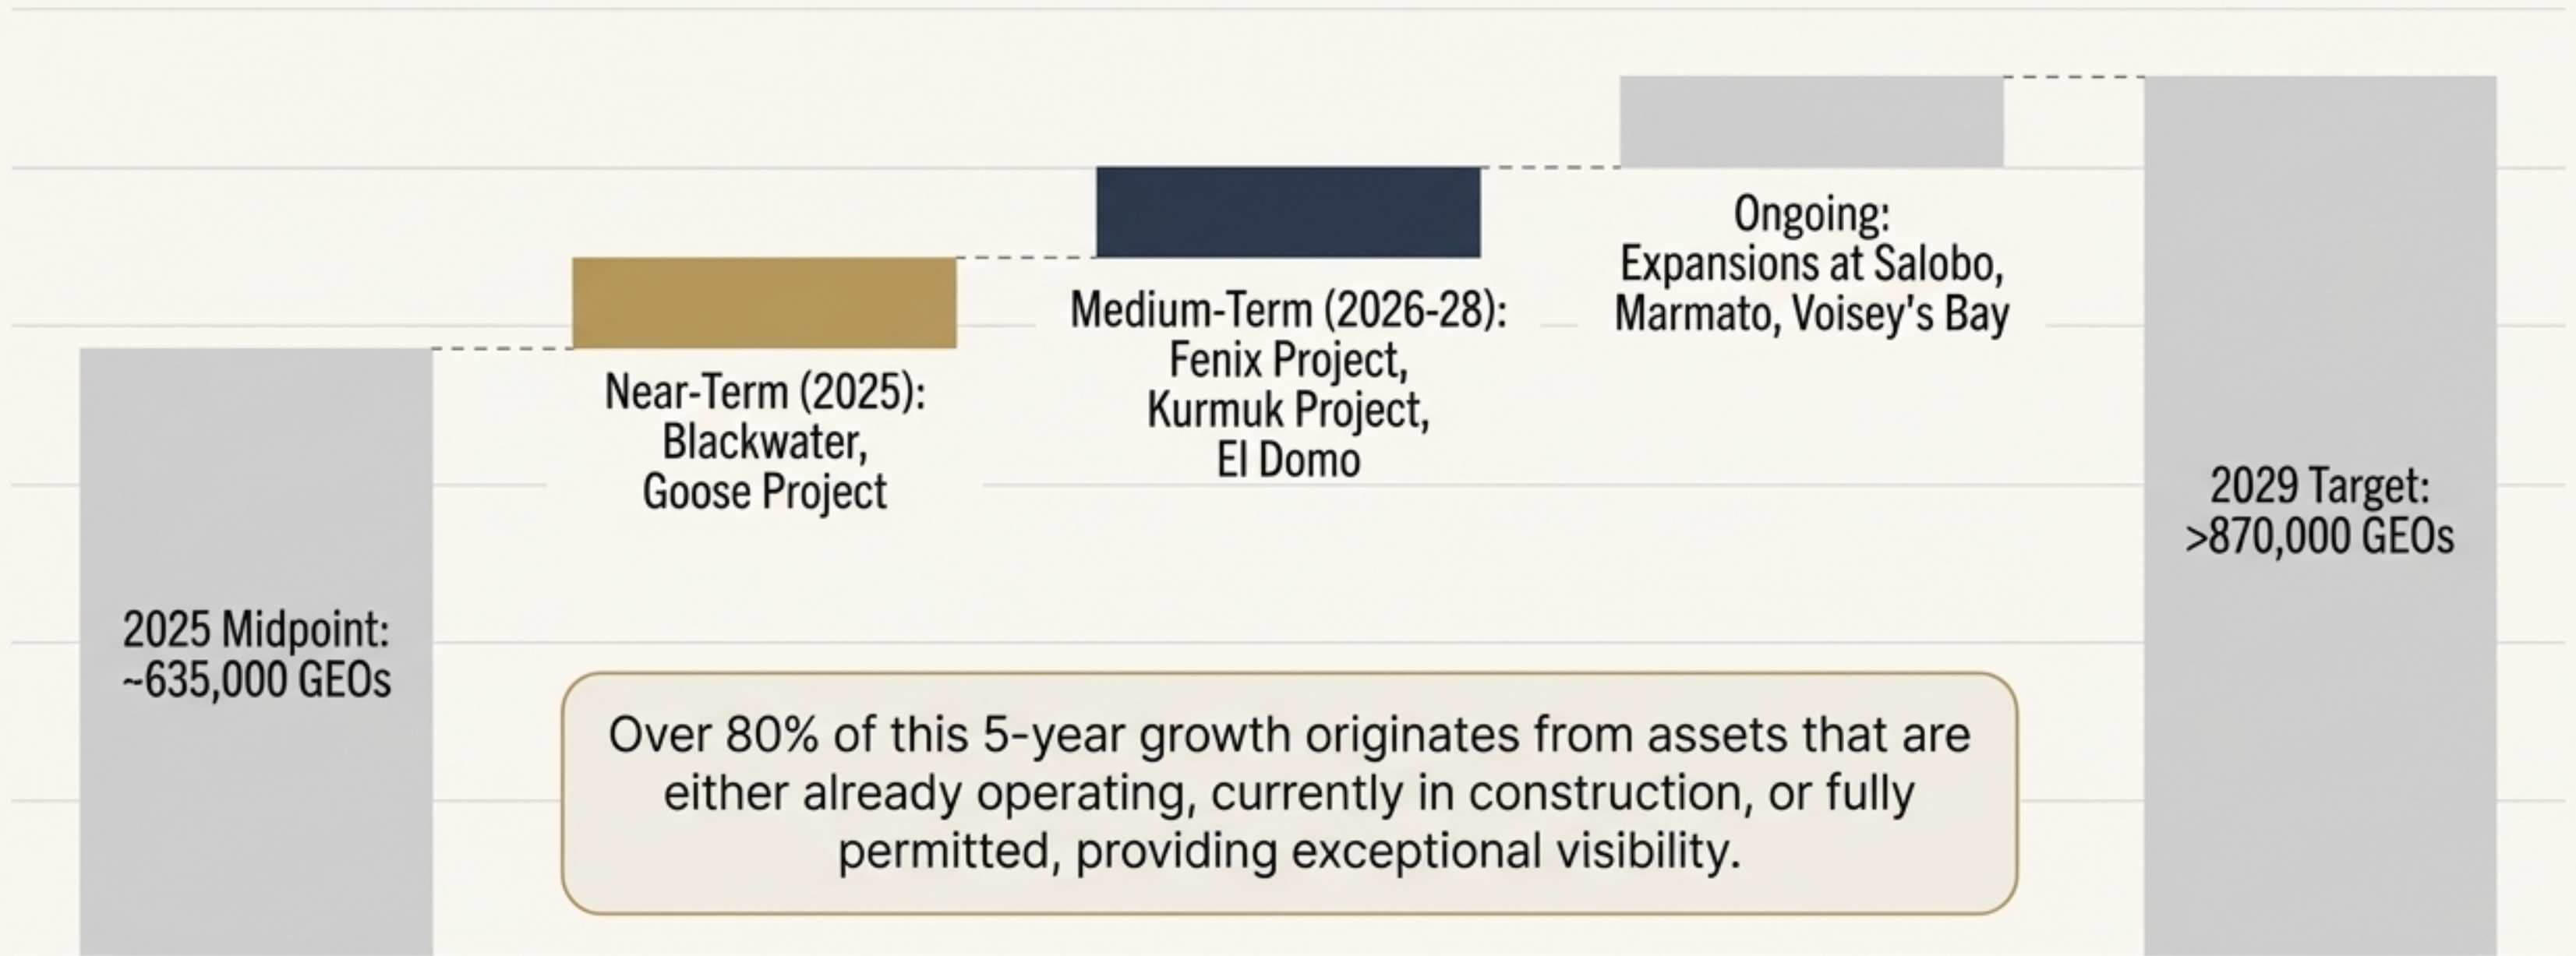 Ongoing:
Expansions at Salobo,
Marmato, Voisey's Bay
Medium-Term (2026-28):
Fenix Project,
Kurmuk Project,
El Domo
Near-Term (2025):
Blackwater,
Goose Project
2029 Target:
>870,000 GEOs
2025 Midpoint:
~635,000 GEOs
Over 80% of this 5-year growth originates from assets that are
either already operating, currently in construction, or fully
permitted, providing exceptional visibility.